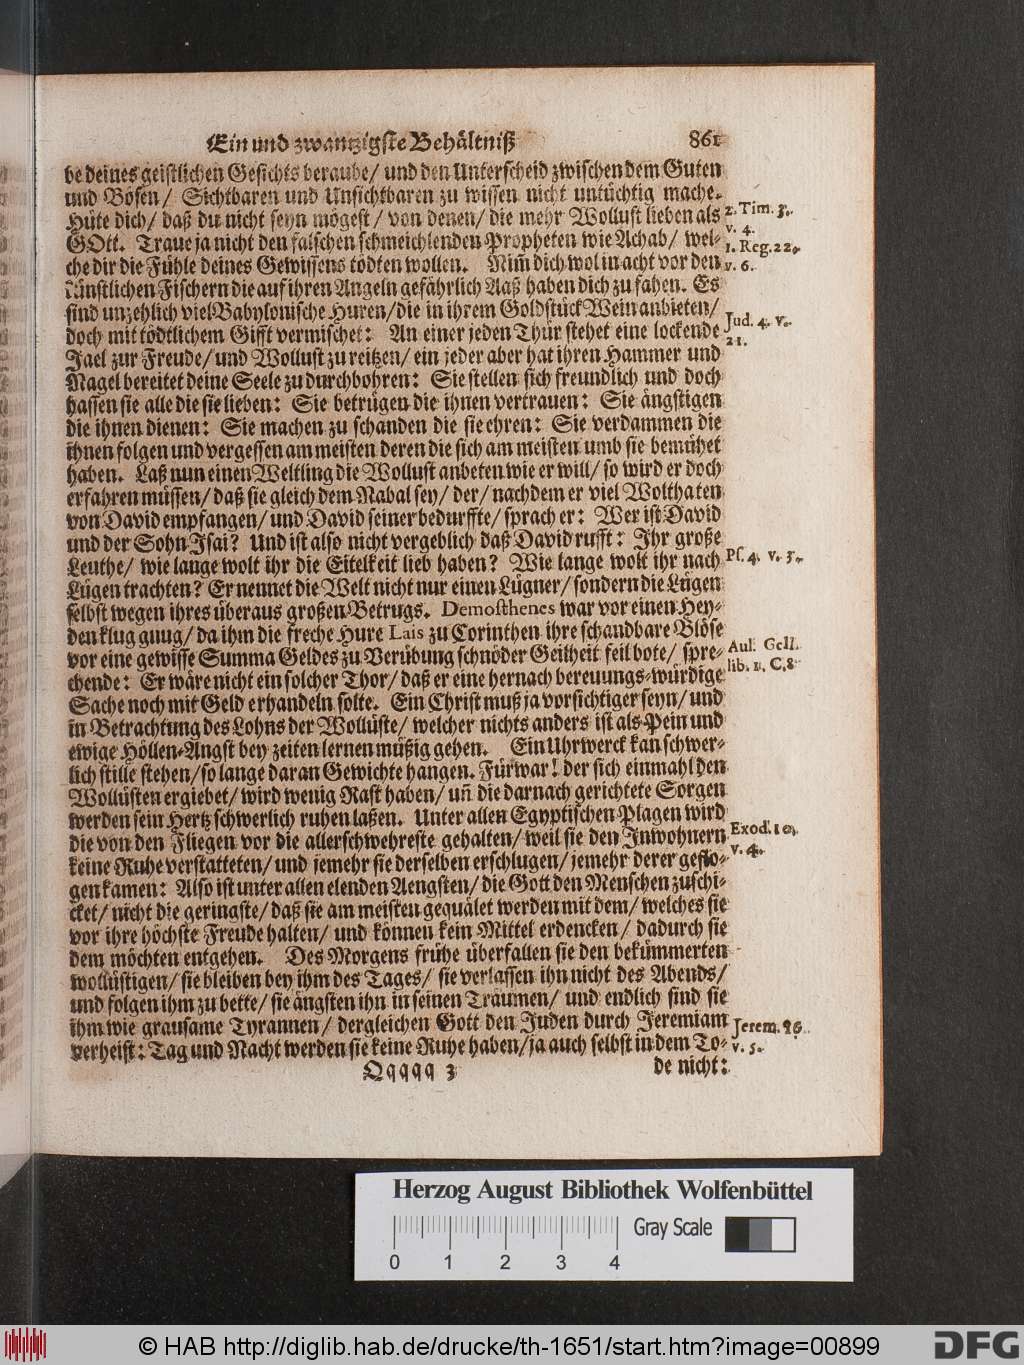 Ein und zwantzigste Behältniß 861
be deines geistlichen Gesichts beraube/ und den Unterscheid zwischen dem Guten
und Bösen/ Sichtbaren und Unsichtbaren zu wissen nicht untüchtig mache.
Hüte dich/ daß du nicht seyn mögest/ von denen/ die mehr Wollust lieben als
2. Tim. 3.
v. 4.
GOtt. Traue ja nicht den falschen schmeichlenden Propheten wie Achab/ wel-
1. Reg. 22.
che dir die Fühle deines Gewissens tödten wollen. Nim̃ dich wol in acht vor den
v. 6.
künstlichen Fischern die auf ihren Angeln gefährlich Aaß haben dich zu fahen. Es
sind unzehlich viel Babylonische Huren/ die in ihrem Goldstück Wein anbieten/
doch mit tödtlichem Gifft vermischet: An einer jeden Thür stehet eine lockende
Jud. 4. v.
21.
Jael zur Freude/ und Wollust zu reitzen/ ein jeder aber hat ihren Hammer und
Nagel bereitet deine Seele zu durchbohren: Sie stellen sich freundlich und doch
hassen sie alle die sie lieben: Sie betrügen die ihnen vertrauen: Sie ängstigen
die ihnen dienen: Sie machen zu schanden die sie ehren: Sie verdammen die
ihnen folgen und vergessen am meisten deren die sich am meisten umb sie bemühet
haben. Laß nun einen Weltling die Wollust anbeten wie er will/ so wird er doch
erfahren müssen/ daß sie gleich dem Nabal sey/ der/ nachdem er viel Wolthaten
von David empfangen/ und David seiner bedurffte/ sprach er: Wer ist David
und der Sohn Isai? Und ist also nicht vergeblich daß David rufft: Ihr große
Leuthe/ wie lange wolt ihr die Eitelkeit lieb haben? Wie lange wolt ihr nach
Ps. 4. v. 3.
Lügen trachten? Er nennet die Welt nicht nur einen Lügner/ sondern die Lügen
selbst wegen ihres überaus großen Betrugs. Demosthenes war vor einen Hey-
den klug gnug/ da ihm die freche Hure Lais zu Corinthen ihre schandbare Blöse
vor eine gewisse Summa Geldes zu Verübung schnöder Geilheit feil bote/ spre-
Aul. Gell.
lib. 1. C. 8.
chende: Er wäre nicht ein solcher Thor/ daß er eine hernach bereuungs-würdige
Sache noch mit Geld erhandeln solte. Ein Christ muß ja vorsichtiger seyn/ und
in Betrachtung des Lohns der Wollüste/ welcher nichts anders ist als Pein und
ewige Höllen-Angst bey zeiten lernen müßig gehen. Ein Uhrwerck kan schwer-
lich stille stehen/ so lange daran Gewichte hangen. Fürwar! der sich einmahl den
Wollüsten ergiebet/ wird wenig Rast haben/ uñ die darnach gerichtete Sorgen
werden sein Hertz schwerlich ruhen laßen. Unter allen Egyptischen Plagen wird
die von den Fliegen vor die allerschwehreste gehalten/ weil sie den Inwohnern
Exod. 10.
v. 4.
keine Ruhe verstatteten/ und jemehr sie derselben erschlugen/ jemehr derer geflo-
gen kamen: Also ist unter allen elenden Aengsten/ die Gott den Menschen zuschi-
cket/ nicht die geringste/ daß sie am meisten gequälet werden mit dem/ welches sie
vor ihre höchste Freude halten/ und können kein Mittel erdencken/ dadurch sie
dem möchten entgehen. Des Morgens frühe überfallen sie den bekümmerten
wollüstigen/ sie bleiben bey ihm des Tages/ sie verlassen ihn nicht des Abends/
und folgen ihm zu bette/ sie ängsten ihn in seinen Träumen/ und endlich sind sie
ihm wie grausame Tyrannen/ dergleichen Gott den Juden durch Jeremiam
Jerem. 16.
verheist: Tag und Nacht werden sie keine Ruhe haben/ ja auch selbst in dem To-
v. 5.
Qqqqq 3
de nicht:
Herzog August Bibliothek Wolfenbüttel
0 1 2 3 4
Gray Scale
© HAB http://diglib.hab.de/drucke/th-1651/start.htm?image=00899
DFG